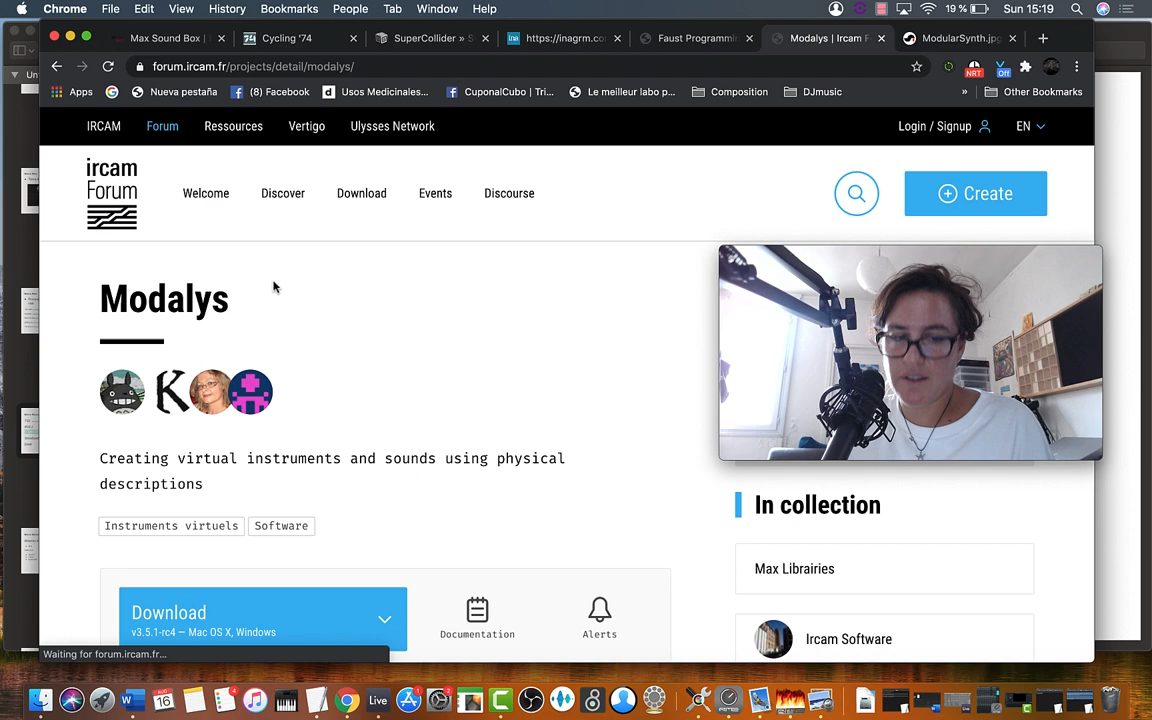 Chrome File Edit View History Bookmarks People Tab Window Help 19 % Sun 15:19
Max Sound Box | Cycling '74 SuperCollider » S https://inagrm.co Faust Programmi Modalys | Ircam F ModularSynth.jpg
forum.ircam.fr/projects/detail/modalys/
NRT Off
Apps Nueva pestaña (8) Facebook Usos Medicinales... CuponalCubo | Tri... Le meilleur labo p... Composition DJmusic » Other Bookmarks
IRCAM Forum Ressources Vertigo Ulysses Network Login / Signup EN
ircam
Forum
Welcome Discover Download Events Discourse
Create
Modalys
Creating virtual instruments and sounds using physical
descriptions
Instruments virtuels Software
In collection
Max Librairies
Ircam Software
Download
v3.5.1-rc4 — Mac OS X, Windows
Documentation
Alerts
Waiting for forum.ircam.fr...
Live